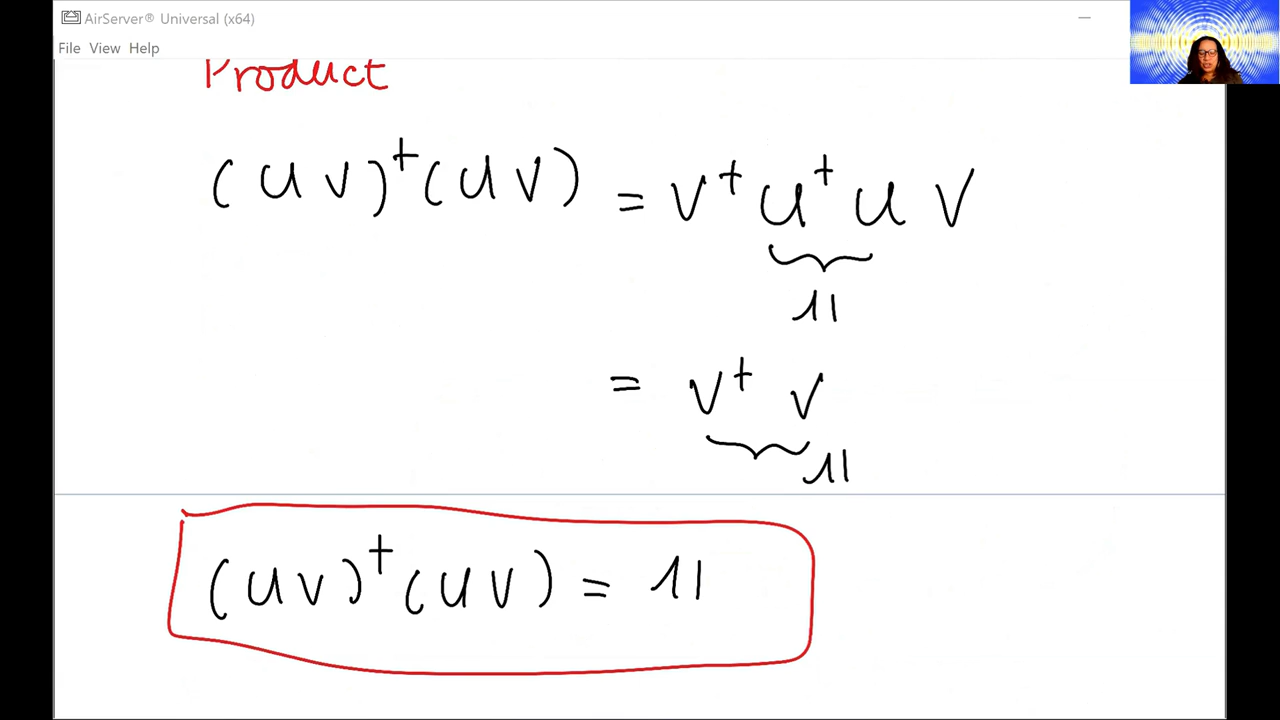 AirServer® Universal (x64)
File View Help
Product
(UV)†(UV) = V†U†UV
𝟙
= V†V
𝟙
(UV)†(UV) = 𝟙